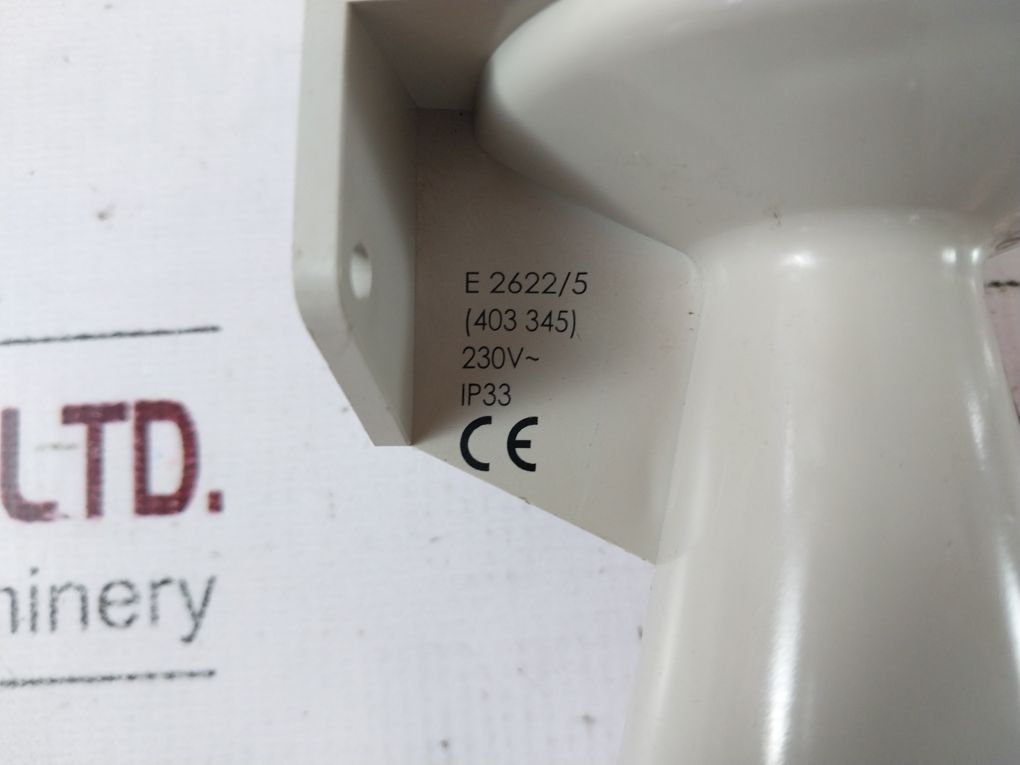 E 2622/5
(403 345)
230V~
IP33
CE
LTD.
hinery